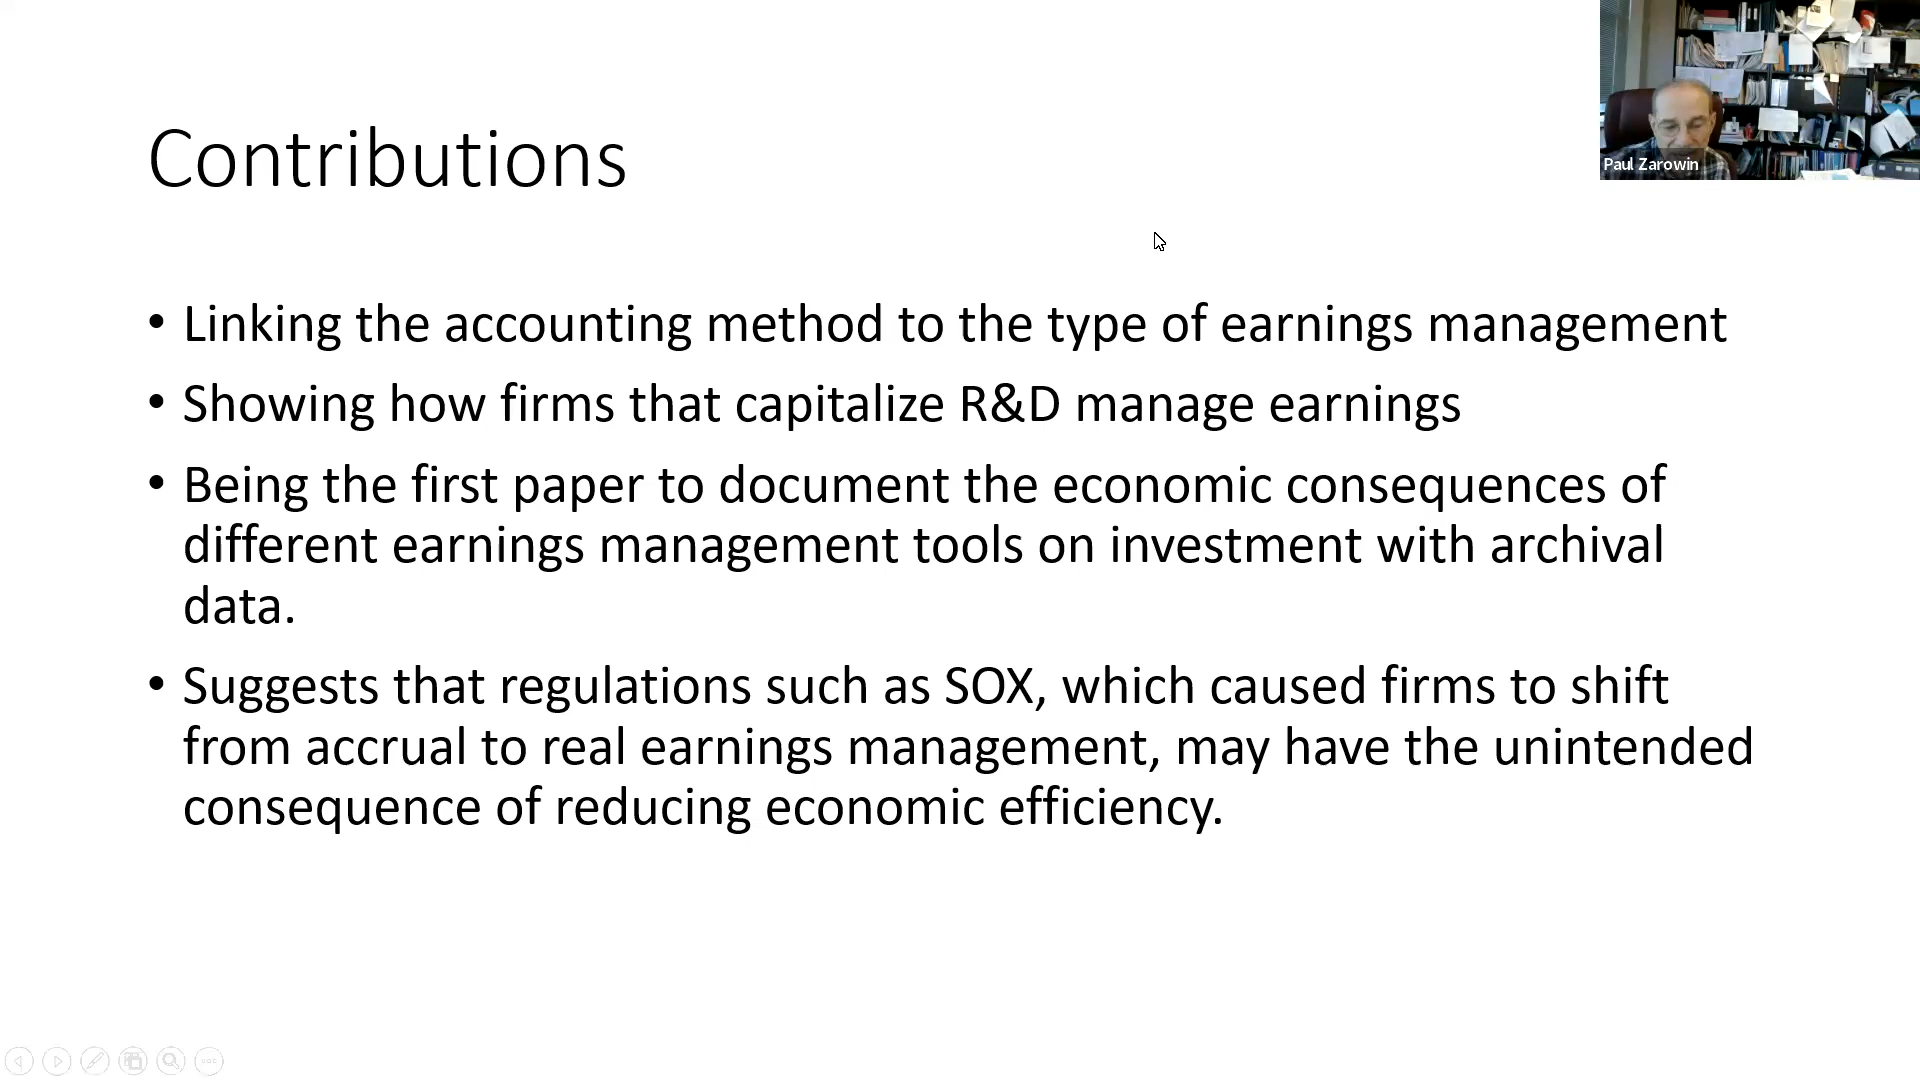 Paul Zarowin
Contributions
• Linking the accounting method to the type of earnings management
• Showing how firms that capitalize R&D manage earnings
• Being the first paper to document the economic consequences of
different earnings management tools on investment with archival
data.
• Suggests that regulations such as SOX, which caused firms to shift
from accrual to real earnings management, may have the unintended
consequence of reducing economic efficiency.